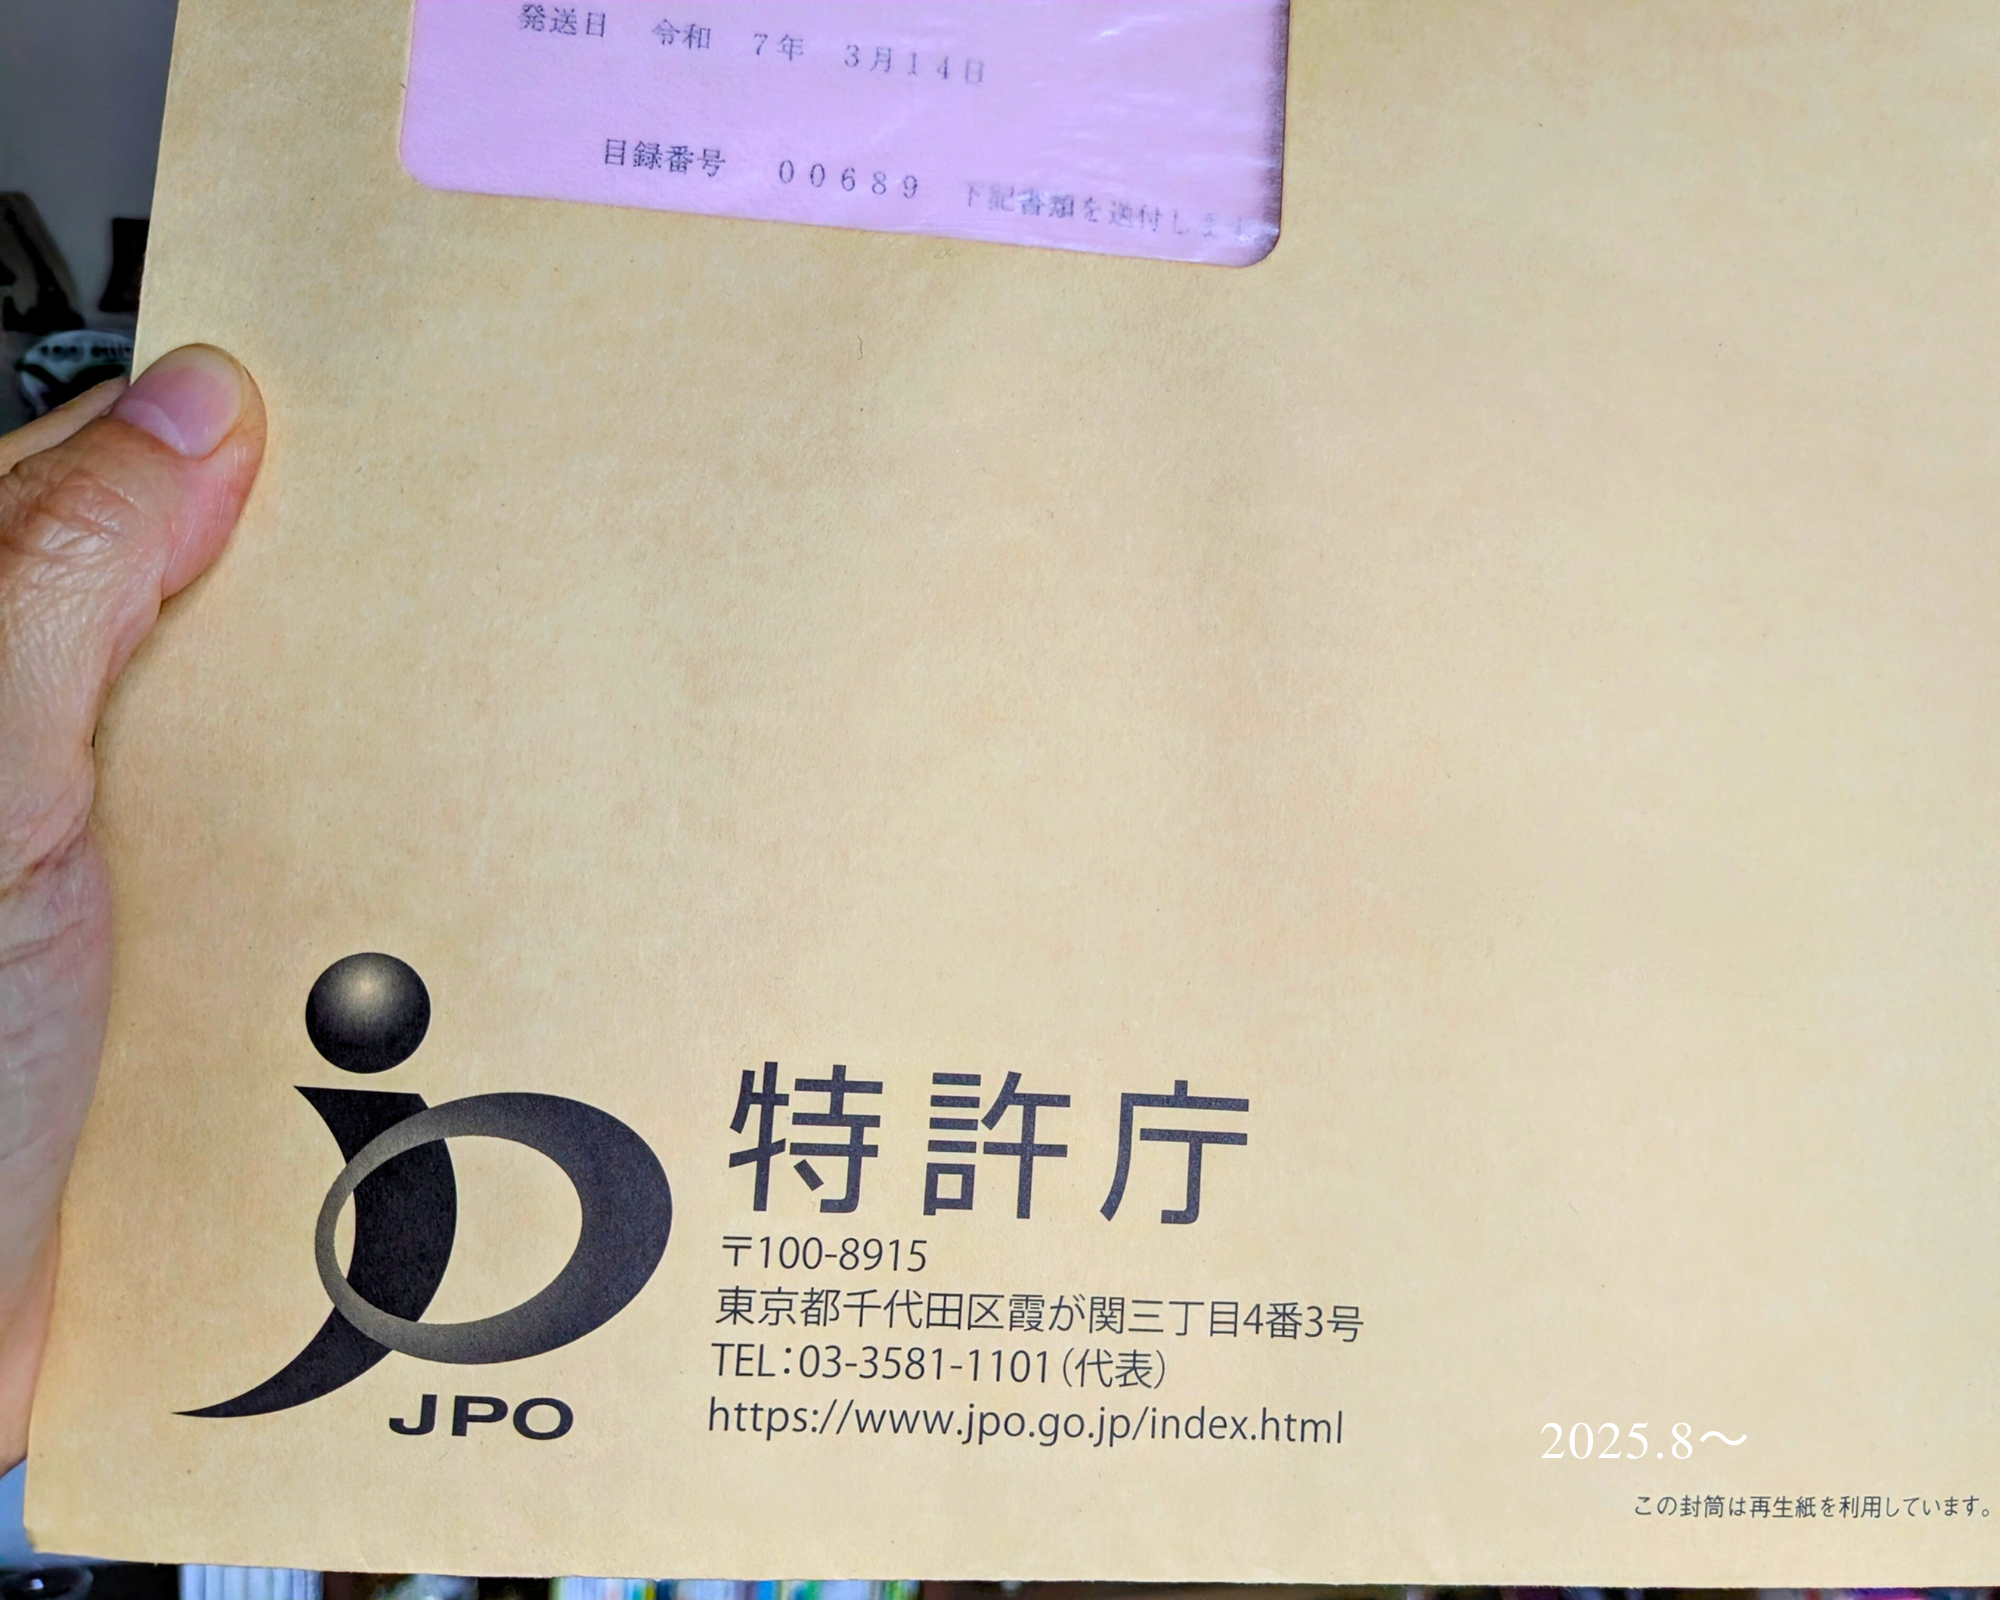 発送日 令和 7年 3月14日
目録番号 00689 下記書類を送付します
特許庁
〒100-8915
東京都千代田区霞が関三丁目4番3号
TEL：03-3581-1101（代表）
https://www.jpo.go.jp/index.html
JPO
2025.8〜
この封筒は再生紙を利用しています。